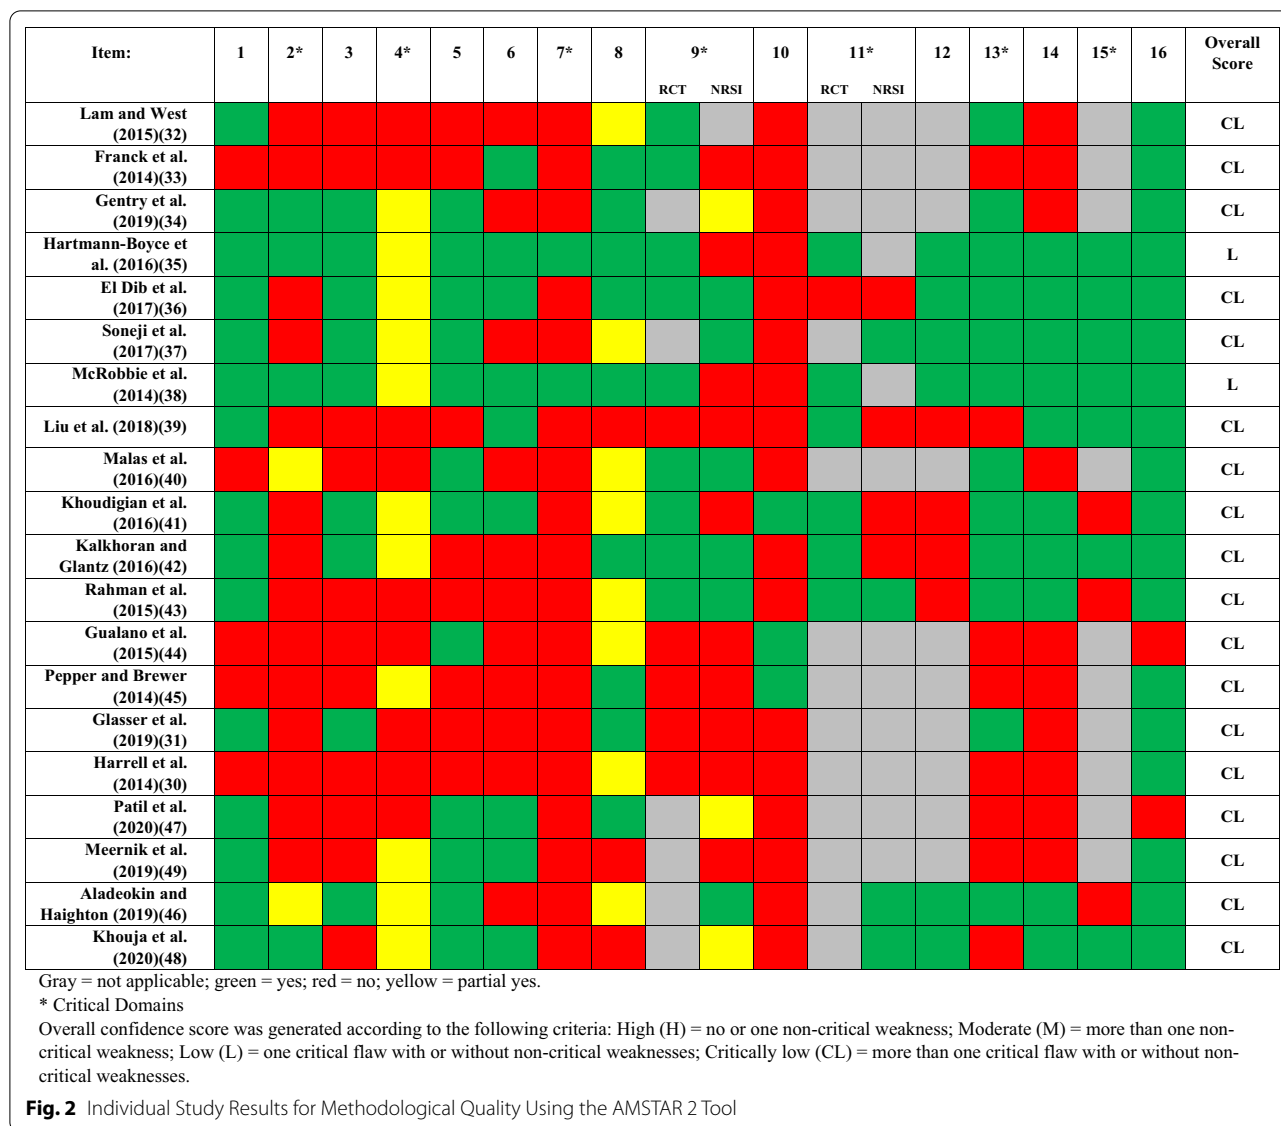 Item: 1 2* 3 4* 5 6 7* 8 9* 10 11* 12 13* 14 15* 16 Overall Score
RCT NRSI RCT NRSI
Lam and West (2015)(32) CL
Franck et al. (2014)(33) CL
Gentry et al. (2019)(34) CL
Hartmann-Boyce et al. (2016)(35) L
El Dib et al. (2017)(36) CL
Soneji et al. (2017)(37) CL
McRobbie et al. (2014)(38) L
Liu et al. (2018)(39) CL
Malas et al. (2016)(40) CL
Khoudigian et al. (2016)(41) CL
Kalkhoran and Glantz (2016)(42) CL
Rahman et al. (2015)(43) CL
Gualano et al. (2015)(44) CL
Pepper and Brewer (2014)(45) CL
Glasser et al. (2019)(31) CL
Harrell et al. (2014)(30) CL
Patil et al. (2020)(47) CL
Meernik et al. (2019)(49) CL
Aladeokin and Haighton (2019)(46) CL
Khouja et al. (2020)(48) CL
Gray = not applicable; green = yes; red = no; yellow = partial yes.
* Critical Domains
Overall confidence score was generated according to the following criteria: High (H) = no or one non-critical weakness; Moderate (M) = more than one non-
critical weakness; Low (L) = one critical flaw with or without non-critical weaknesses; Critically low (CL) = more than one critical flaw with or without non-
critical weaknesses.
Fig. 2 Individual Study Results for Methodological Quality Using the AMSTAR 2 Tool